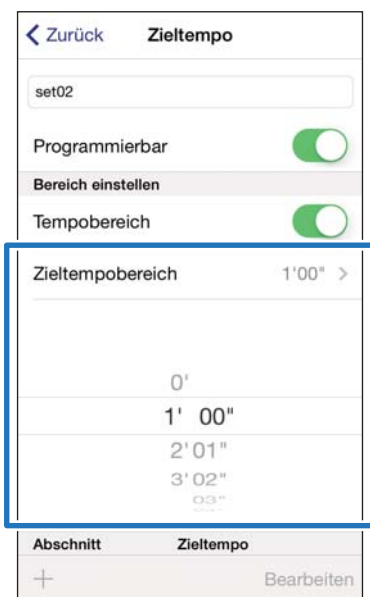 Zurück Zieltempo
set02
Programmierbar
Bereich einstellen
Tempobereich
Zieltempobereich 1'00" >
0'
1' 00"
2' 01"
3' 02"
03"
Abschnitt Zieltempo
+ Bearbeiten